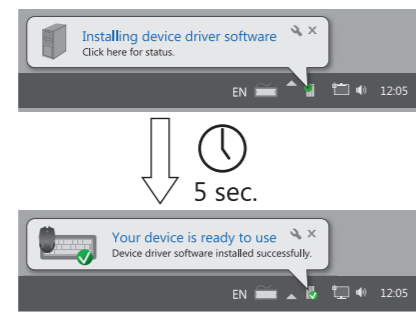 Installing device driver software
Click here for status.
EN 12:05
5 sec.
Your device is ready to use
Device driver software installed successfully.
EN 12:05